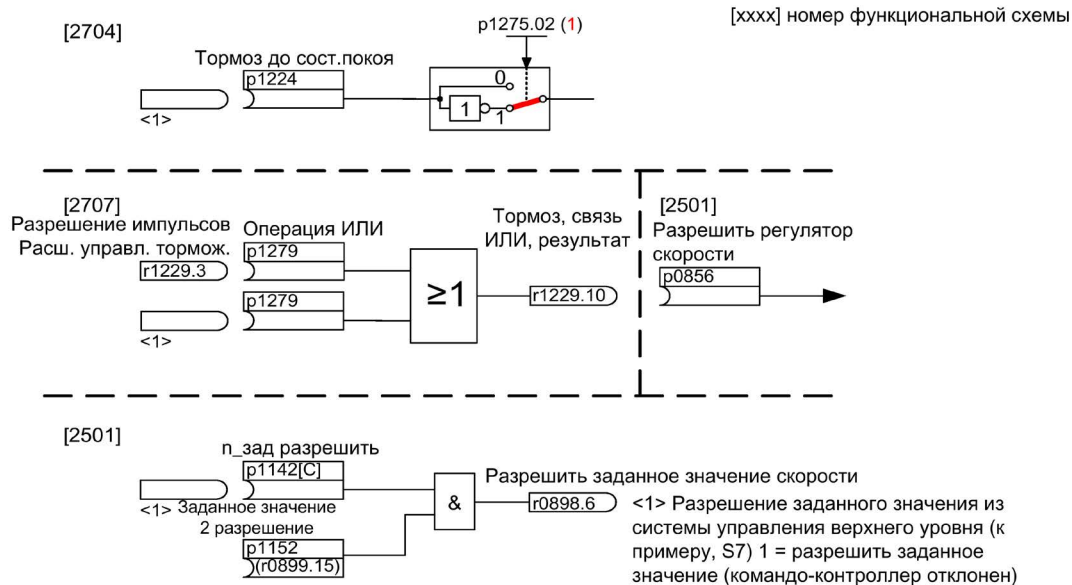 [xxxx] номер функциональной схемы
[2704]
p1275.02 (1)
Тормоз до сост.покоя
p1224
<1>
0
1
1
[2707]
Разрешение импульсов
Расш. управл. тормож.
r1229.3
Операция ИЛИ
p1279
p1279
<1>
≥1
Тормоз, связь
ИЛИ, результат
r1229.10
[2501]
Разрешить регулятор
скорости
p0856
[2501]
n_зад разрешить
p1142[C]
<1>
Заданное значение
2 разрешение
p1152
(r0899.15)
&
Разрешить заданное значение скорости
r0898.6
<1> Разрешение заданного значения из
системы управления верхнего уровня (к
примеру, S7) 1 = разрешить заданное
значение (командо-контроллер отклонен)